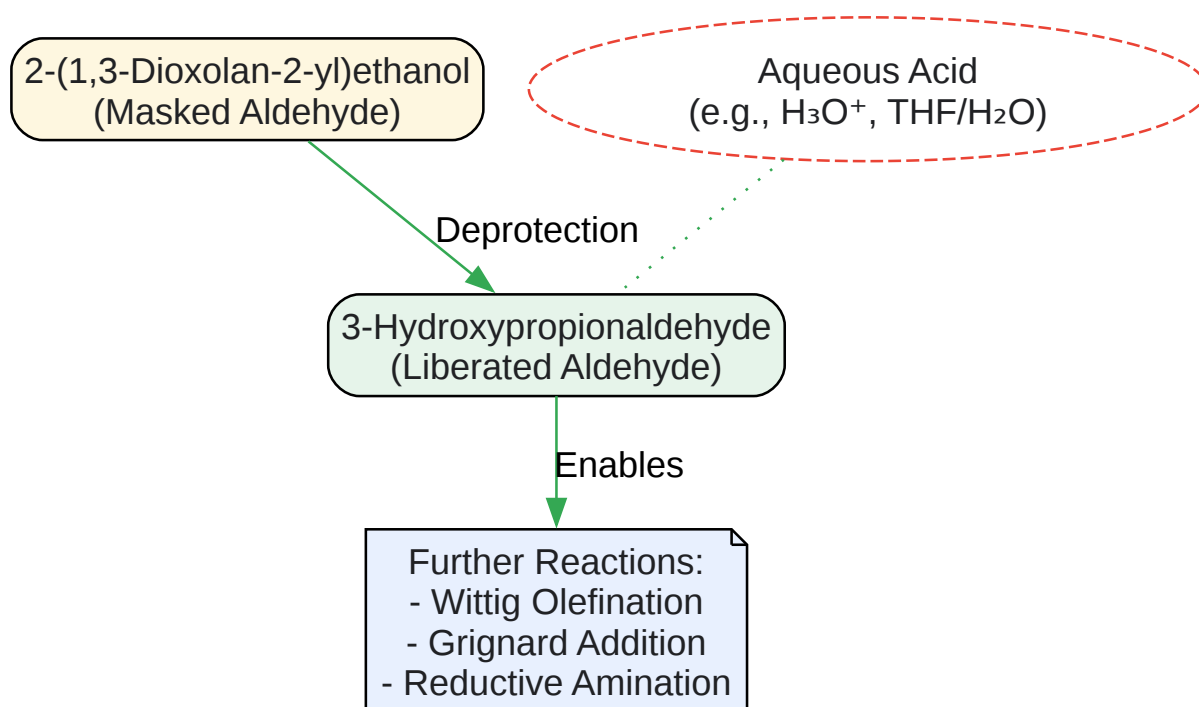 2-(1,3-Dioxolan-2-yl)ethanol
(Masked Aldehyde)
Aqueous Acid
(e.g., H₃O⁺, THF/H₂O)
Deprotection
3-Hydroxypropionaldehyde
(Liberated Aldehyde)
Enables
Further Reactions:
- Wittig Olefination
- Grignard Addition
- Reductive Amination